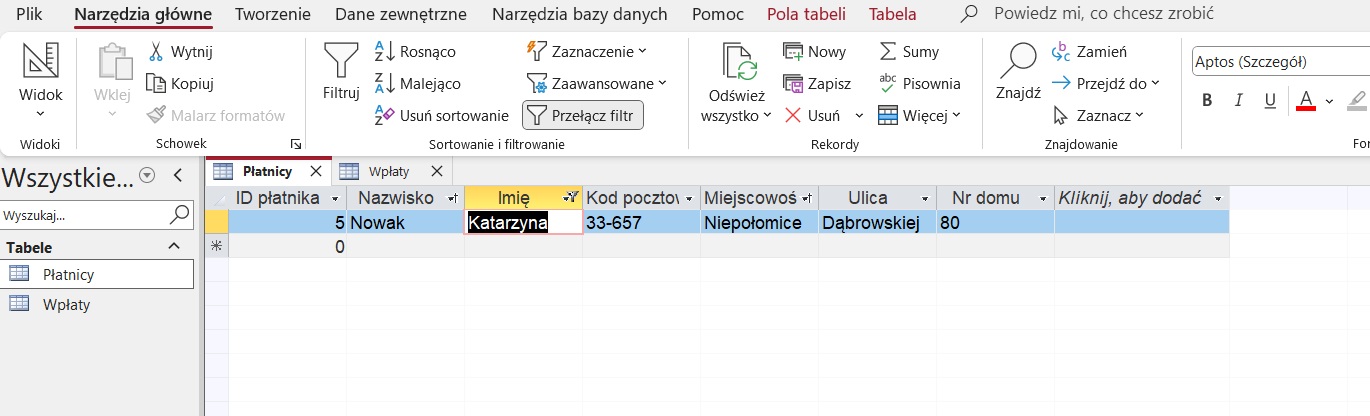 Plik Narzędzia główne Tworzenie Dane zewnętrzne Narzędzia bazy danych Pomoc Pola tabeli Tabela Powiedz mi, co chcesz zrobić
Widok
Widoki
Wklej
Wytnij
Kopiuj
Malarz formatów
Schowek
Filtruj
Rosnąco
Malejąco
Usuń sortowanie
Zaznaczenie
Zaawansowane
Przełącz filtr
Sortowanie i filtrowanie
Odśwież
wszystko
Nowy
Zapisz
Usuń
Sumy
Pisownia
Więcej
Rekordy
Znajdź
Zamień
Przejdź do
Zaznacz
Znajdowanie
Aptos (Szczegół)
B I U A
For
Wszystkie...
Wyszukaj...
Tabele
Płatnicy
Wpłaty
Płatnicy Wpłaty
ID płatnika Nazwisko Imię Kod pocztow Miejscowoś Ulica Nr domu Kliknij, aby dodać
5 Nowak Katarzyna 33-657 Niepołomice Dąbrowskiej 80
0